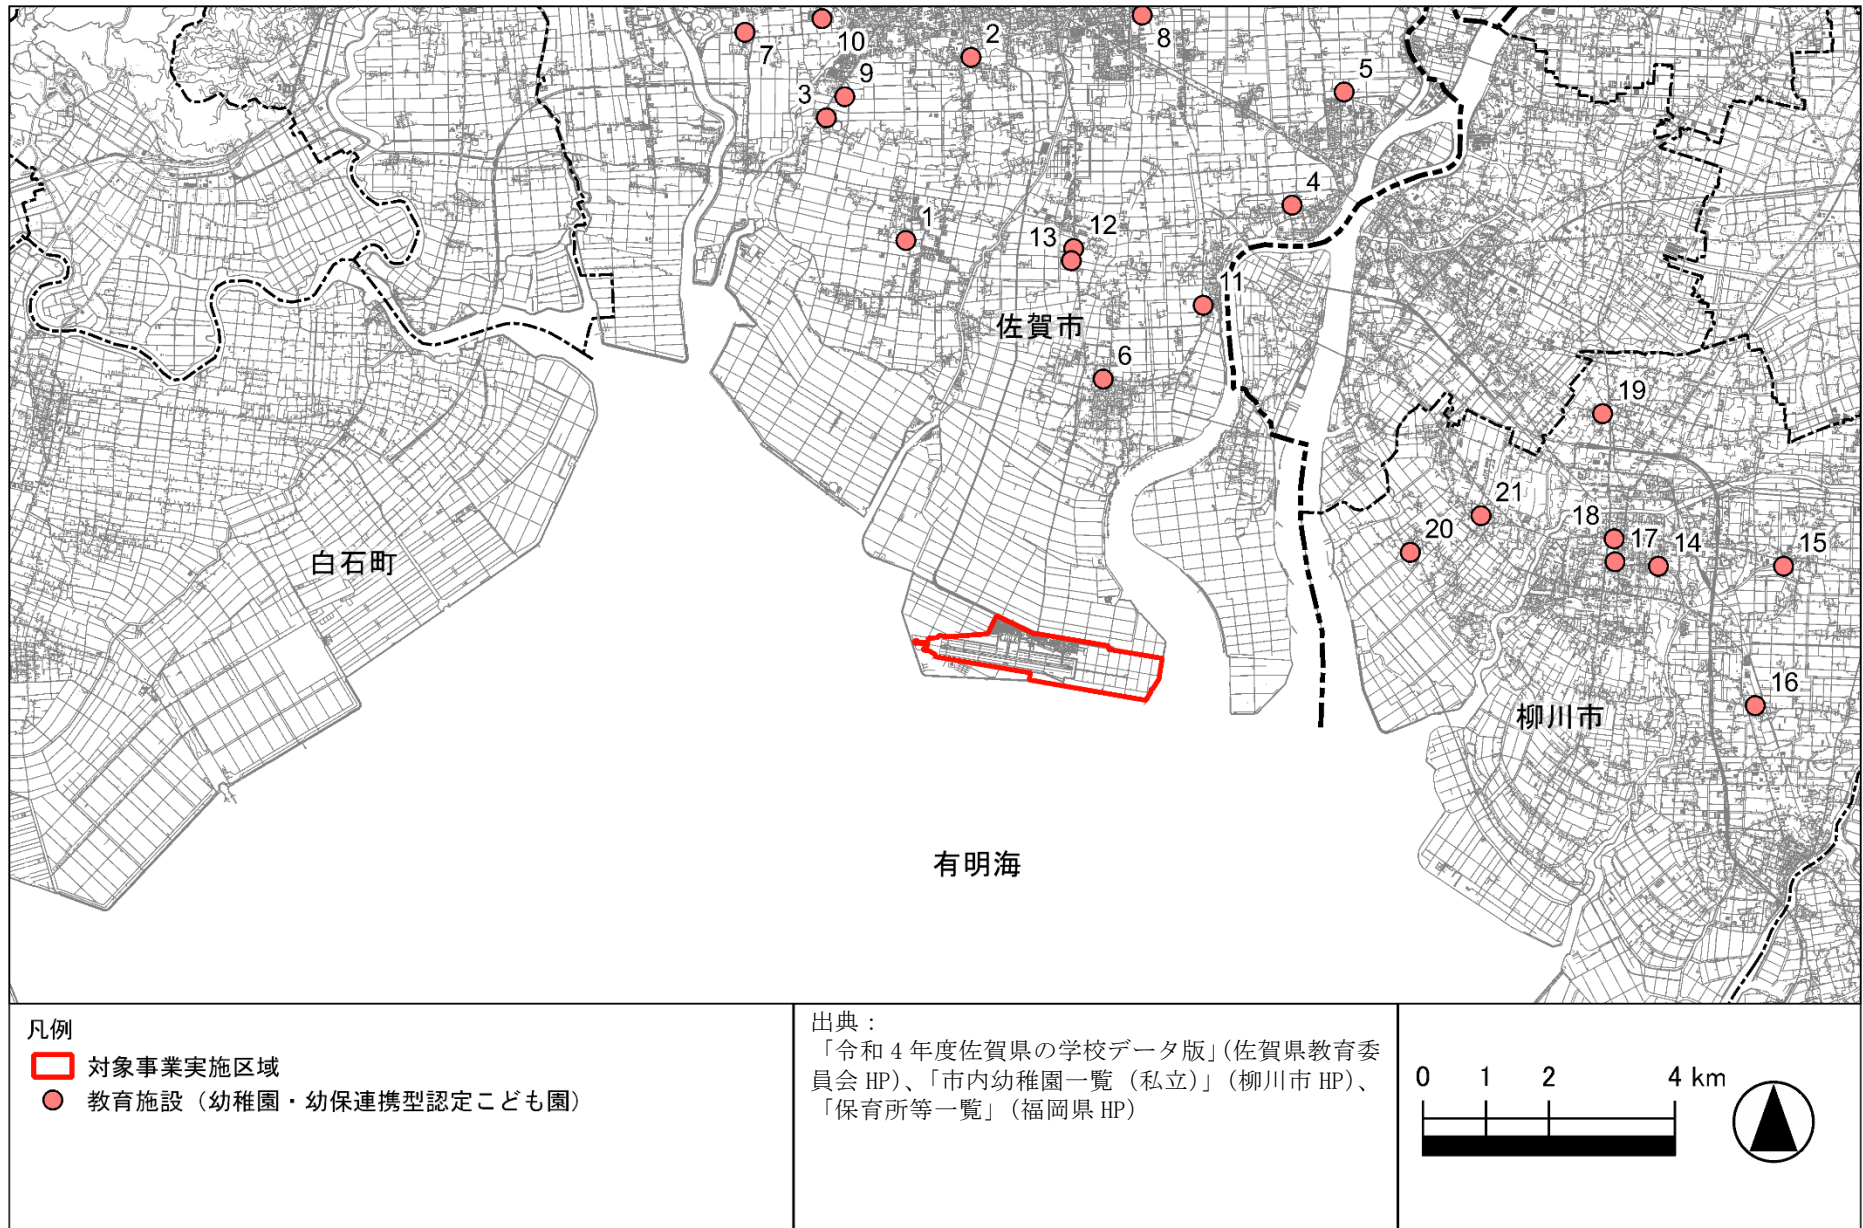 10
2
7
8
9
5
3
4
1
12
13
11
佐賀市
6
19
21
20
18
17
14
15
白石町
16
柳川市
有明海
凡例
対象事業実施区域
教育施設（幼稚園・幼保連携型認定こども園）
出典：
「令和４年度佐賀県の学校データ版」（佐賀県教育委
員会 HP）、「市内幼稚園一覧（私立）」（柳川市 HP）、
「保育所等一覧」（福岡県 HP）
0 1 2 4 km